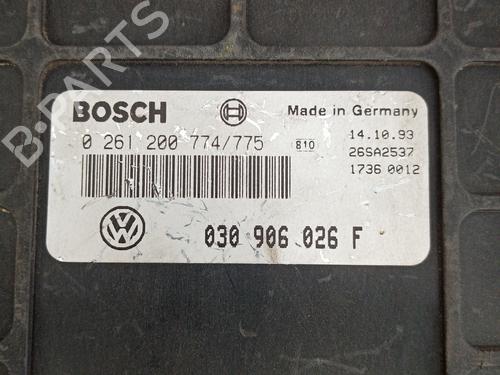 B-PARTS
BOSCH
Made in Germany
0 261 200 774/775
810
14.10.93
26SA2537
1736 0012
VW
030 906 026 F